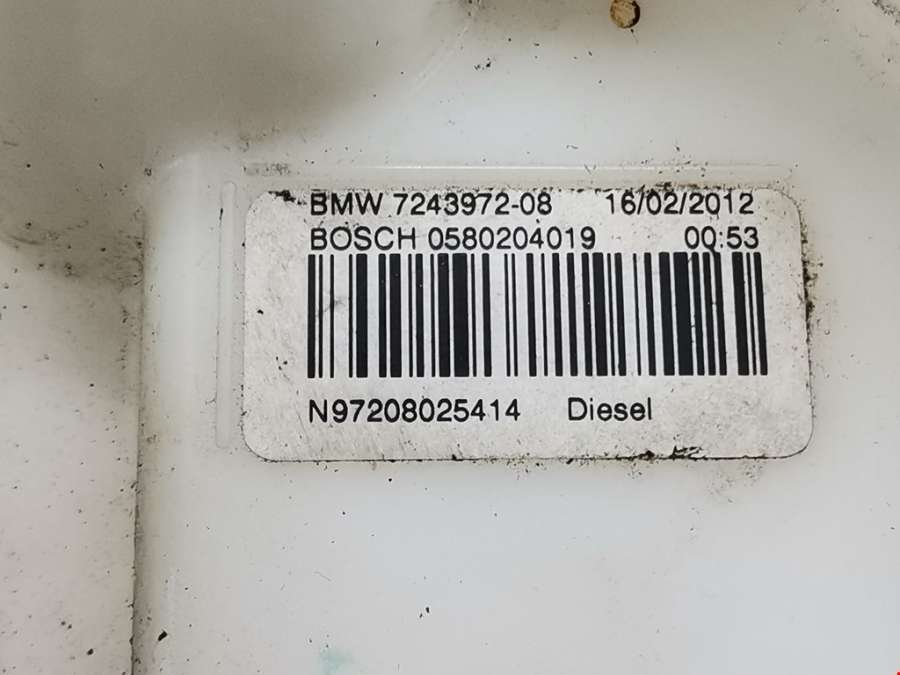 BMW 7243972-08 16/02/2012
BOSCH 0580204019 00:53
N97208025414 Diesel